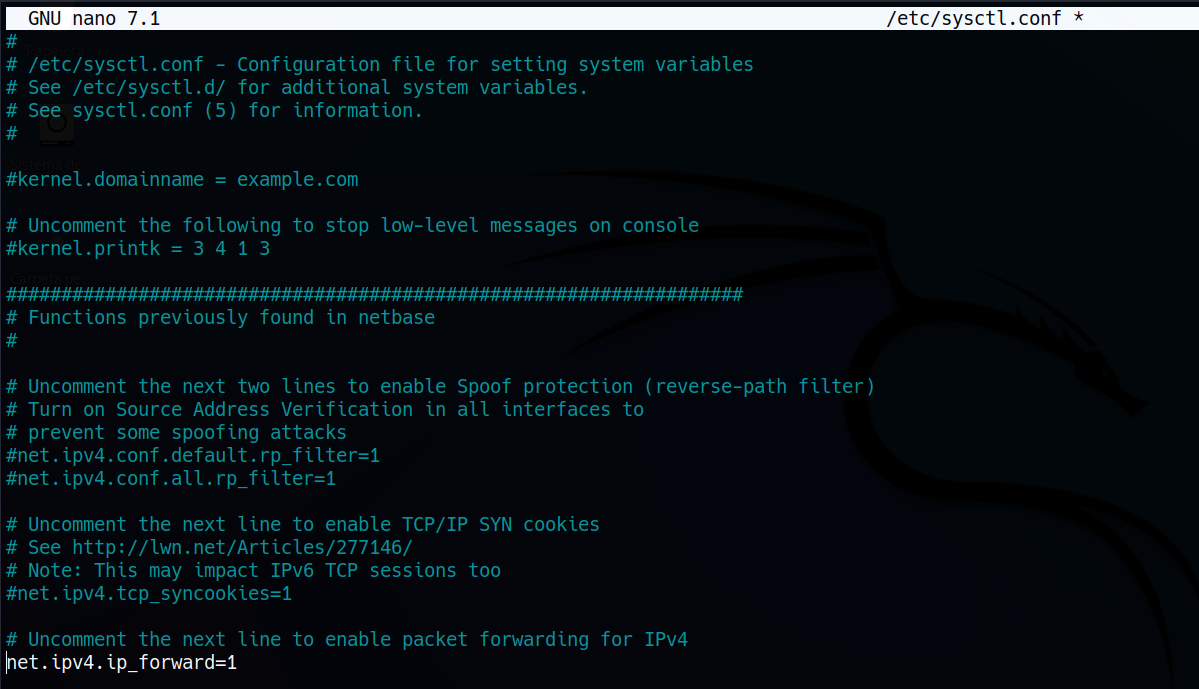 GNU nano 7.1 /etc/sysctl.conf *
#
# /etc/sysctl.conf - Configuration file for setting system variables
# See /etc/sysctl.d/ for additional system variables.
# See sysctl.conf (5) for information.
#
#kernel.domainname = example.com
# Uncomment the following to stop low-level messages on console
#kernel.printk = 3 4 1 3
###################################################################
# Functions previously found in netbase
#
# Uncomment the next two lines to enable Spoof protection (reverse-path filter)
# Turn on Source Address Verification in all interfaces to
# prevent some spoofing attacks
#net.ipv4.conf.default.rp_filter=1
#net.ipv4.conf.all.rp_filter=1
# Uncomment the next line to enable TCP/IP SYN cookies
# See http://lwn.net/Articles/277146/
# Note: This may impact IPv6 TCP sessions too
#net.ipv4.tcp_syncookies=1
# Uncomment the next line to enable packet forwarding for IPv4
net.ipv4.ip_forward=1